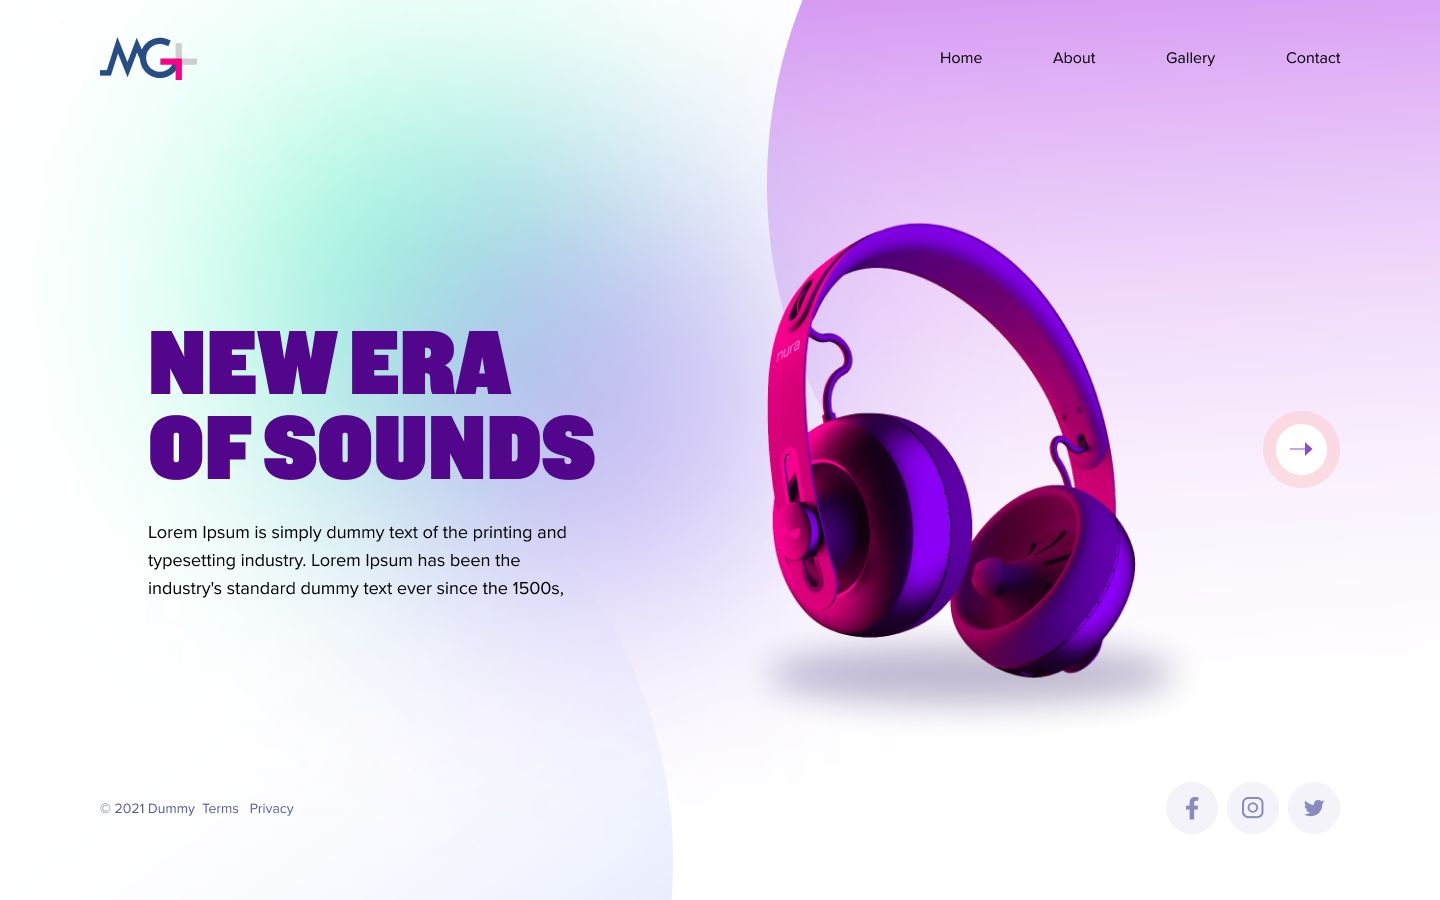 MG
Home About Gallery Contact
nura
NEW ERA
OF SOUNDS
Lorem Ipsum is simply dummy text of the printing and
typesetting industry. Lorem Ipsum has been the
industry's standard dummy text ever since the 1500s,
© 2021 Dummy Terms Privacy